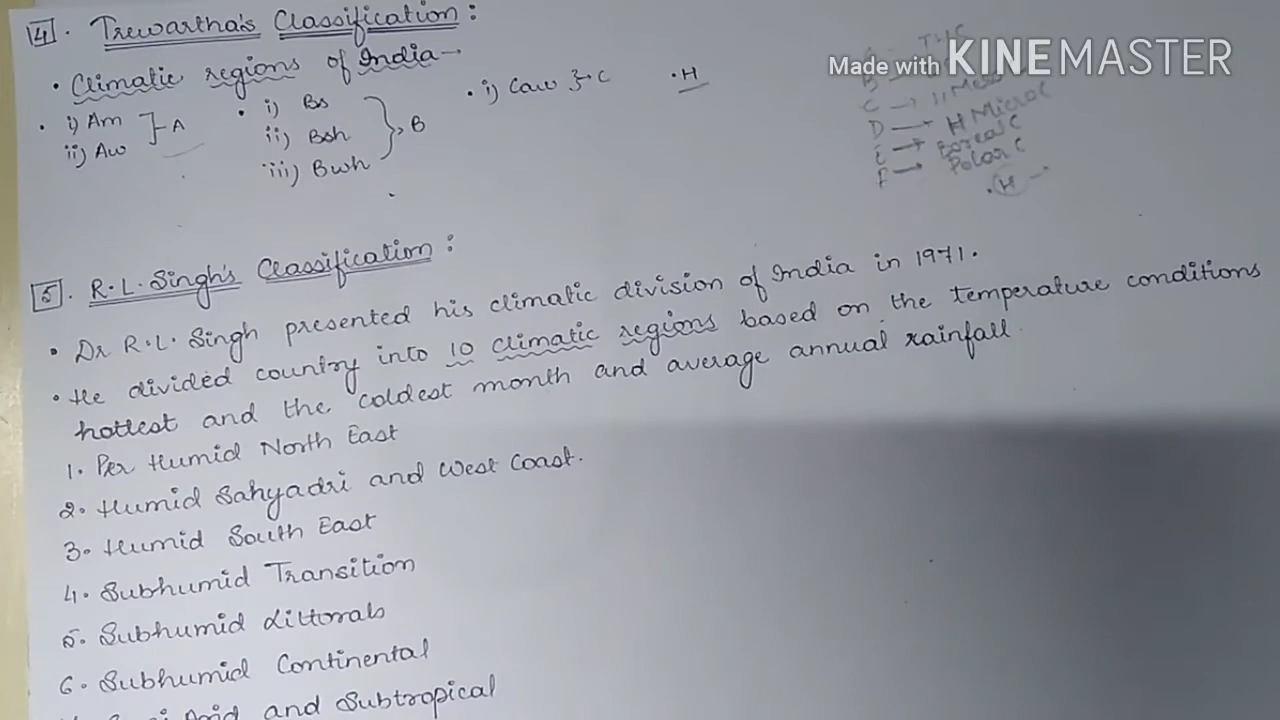 4. Trewartha's Classification:
• Climatic regions of India →
• i) Am
ii) Aw
A
• i) Bs
ii) Bsh
iii) Bwh
B
• i) Caw } C
• H
Made with KINEMASTER
C →
D → H Micro C
E → Boreal C
F → Polar C
• H -
5. R.L. Singh's Classification:
• Dr R.L. Singh presented his climatic division of India in 1971.
• He divided country into 10 climatic regions based on the temperature conditions
hottest and the coldest month and average annual rainfall.
1. Per Humid North East
2. Humid Sahyadri and West Coast.
3. Humid South East
4. Subhumid Transition
5. Subhumid Littorals
6. Subhumid Continental
Arid and Subtropical